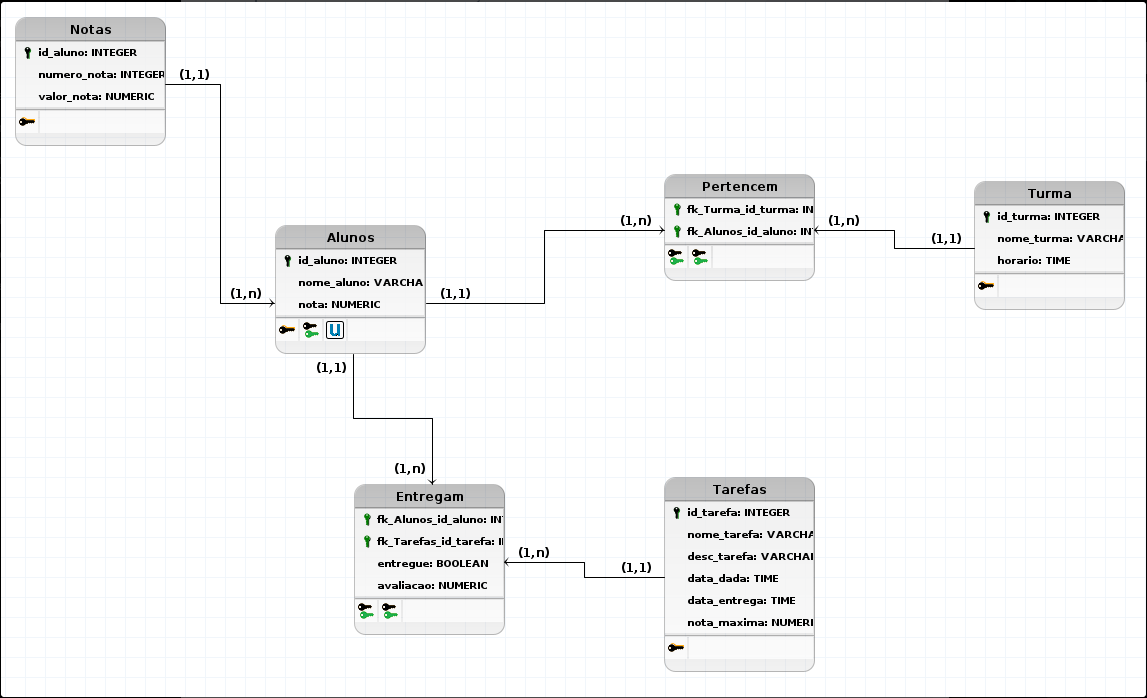 Notas
id_aluno: INTEGER
numero_nota: INTEGER
valor_nota: NUMERIC
(1,1)
(1,n)
Alunos
id_aluno: INTEGER
nome_aluno: VARCHA
nota: NUMERIC
U
(1,1)
(1,n)
Pertencem
fk_Turma_id_turma: IN
fk_Alunos_id_aluno: IN
(1,n)
(1,1)
Turma
id_turma: INTEGER
nome_turma: VARCHA
horario: TIME
(1,1)
(1,n)
Entregam
fk_Alunos_id_aluno: IN
fk_Tarefas_id_tarefa: I
entregue: BOOLEAN
avaliacao: NUMERIC
(1,n)
(1,1)
Tarefas
id_tarefa: INTEGER
nome_tarefa: VARCHA
desc_tarefa: VARCHA
data_dada: TIME
data_entrega: TIME
nota_maxima: NUMERI